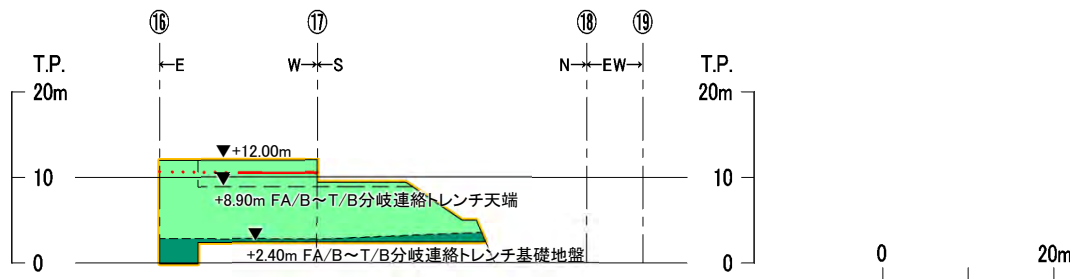 ⑯ ⑰ ⑱ ⑲
T.P. ←E W→←S N→←EW→ T.P.
20m 20m
▼+12.00m
10 10
▼
+8.90m FA/B～T/B分岐連絡トレンチ天端
▼
+2.40m FA/B～T/B分岐連絡トレンチ基礎地盤
0 0
0 20m